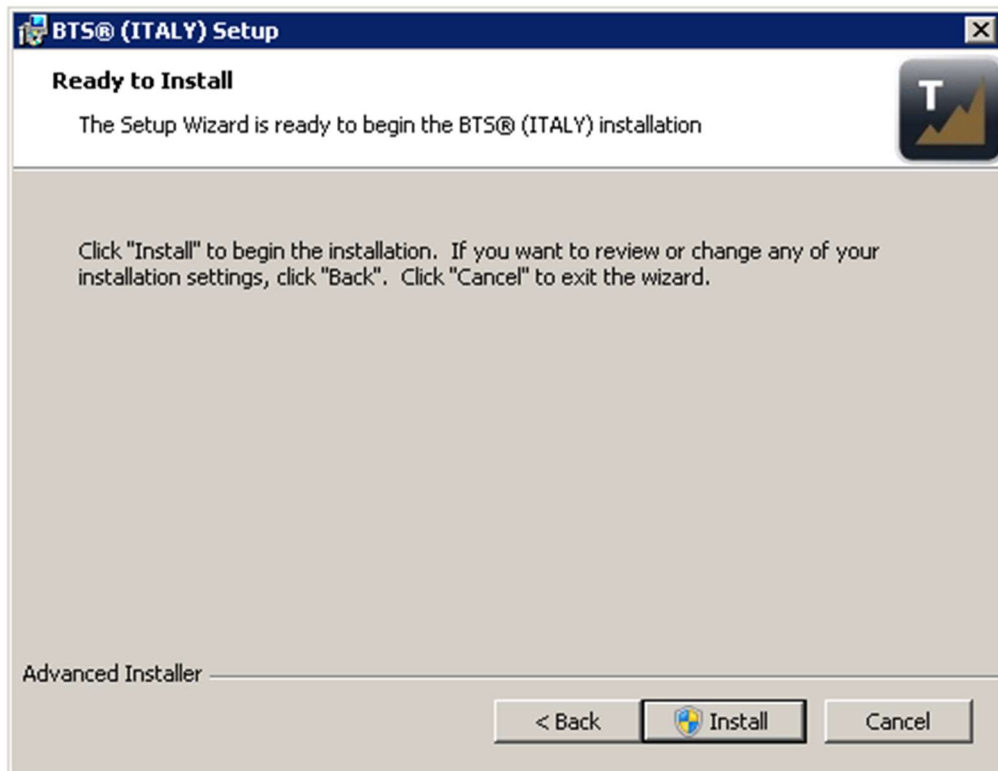 BTS® (ITALY) Setup
Ready to Install
The Setup Wizard is ready to begin the BTS® (ITALY) installation
T
Click "Install" to begin the installation.  If you want to review or change any of your
installation settings, click "Back".  Click "Cancel" to exit the wizard.
Advanced Installer
< Back
Install
Cancel